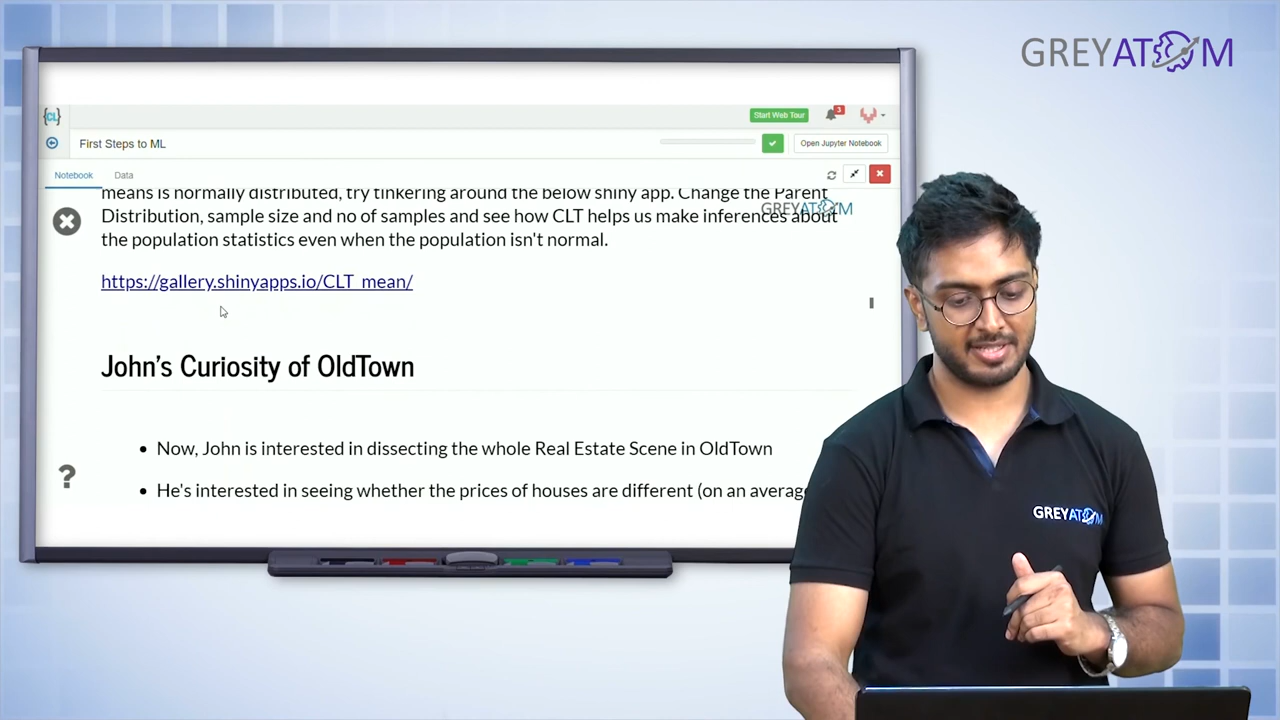 GREYATOM
{CL}
Start Web Tour
3
First Steps to ML
Open Jupyter Notebook
Notebook
Data
means is normally distributed, try tinkering around the below shiny app. Change the Parent
GREYATOM
Distribution, sample size and no of samples and see how CLT helps us make inferences about
the population statistics even when the population isn't normal.
https://gallery.shinyapps.io/CLT_mean/
John's Curiosity of OldTown
• Now, John is interested in dissecting the whole Real Estate Scene in OldTown
?
• He's interested in seeing whether the prices of houses are different (on an average
GREYATOM